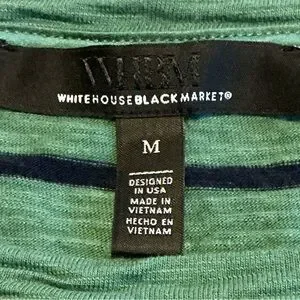 WHBM
WHITEHOUSEBLACKMARKET®
M
DESIGNED
IN USA
MADE IN
VIETNAM
HECHO EN
VIETNAM